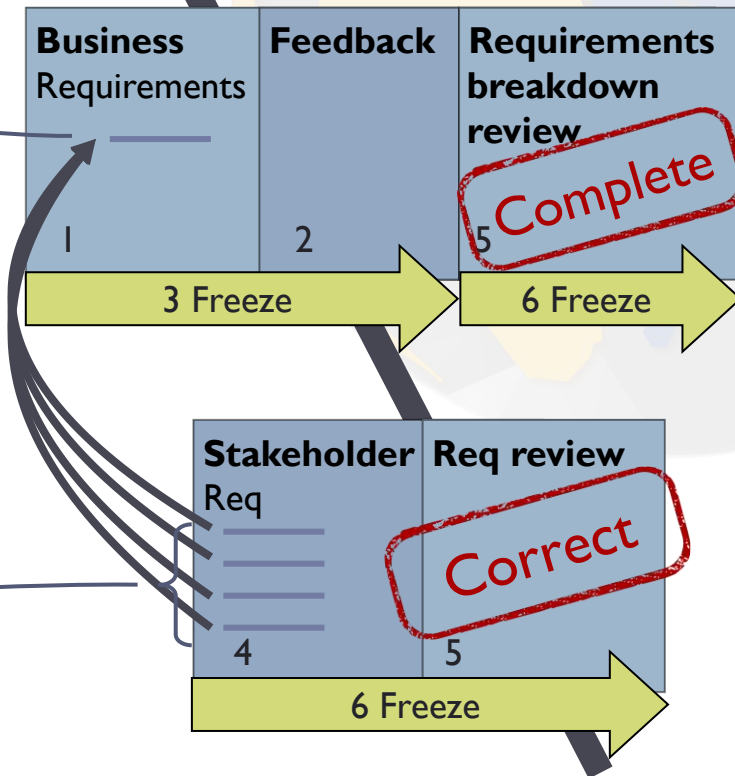 Business
Requirements
Feedback
Requirements
breakdown
review
Complete
1
2
5
3 Freeze
6 Freeze
Stakeholder
Req
Req review
Correct
4
5
6 Freeze